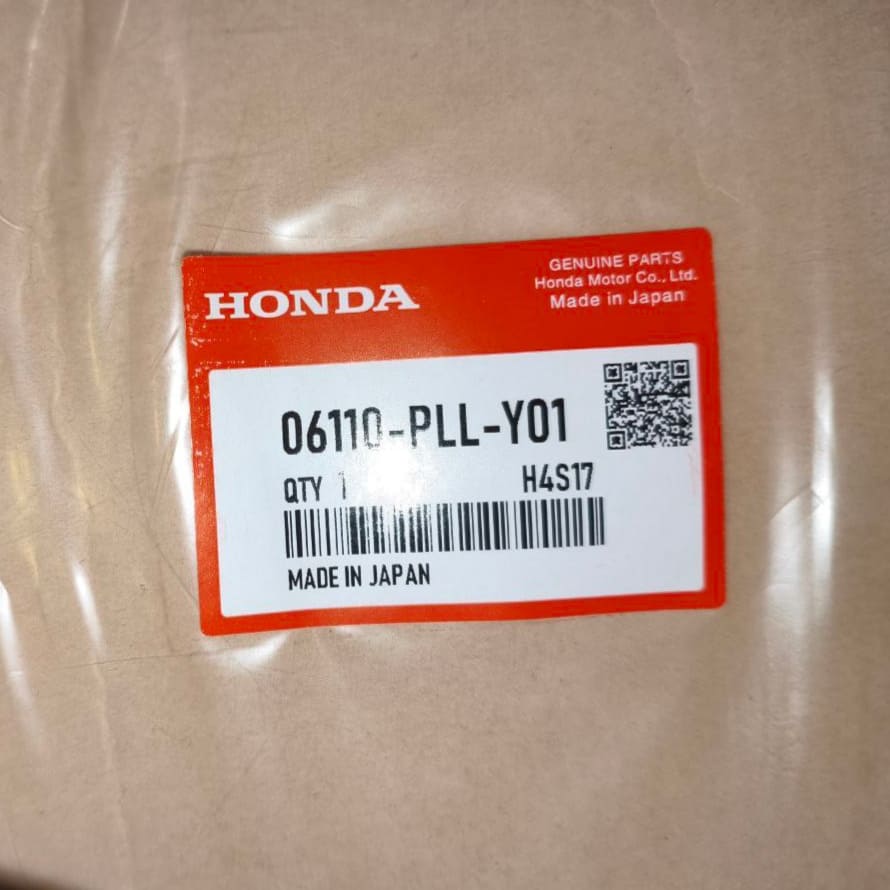 HONDA
GENUINE PARTS
Honda Motor Co., Ltd.
Made in Japan
06110-PLL-Y01
QTY 1
H4S17
MADE IN JAPAN